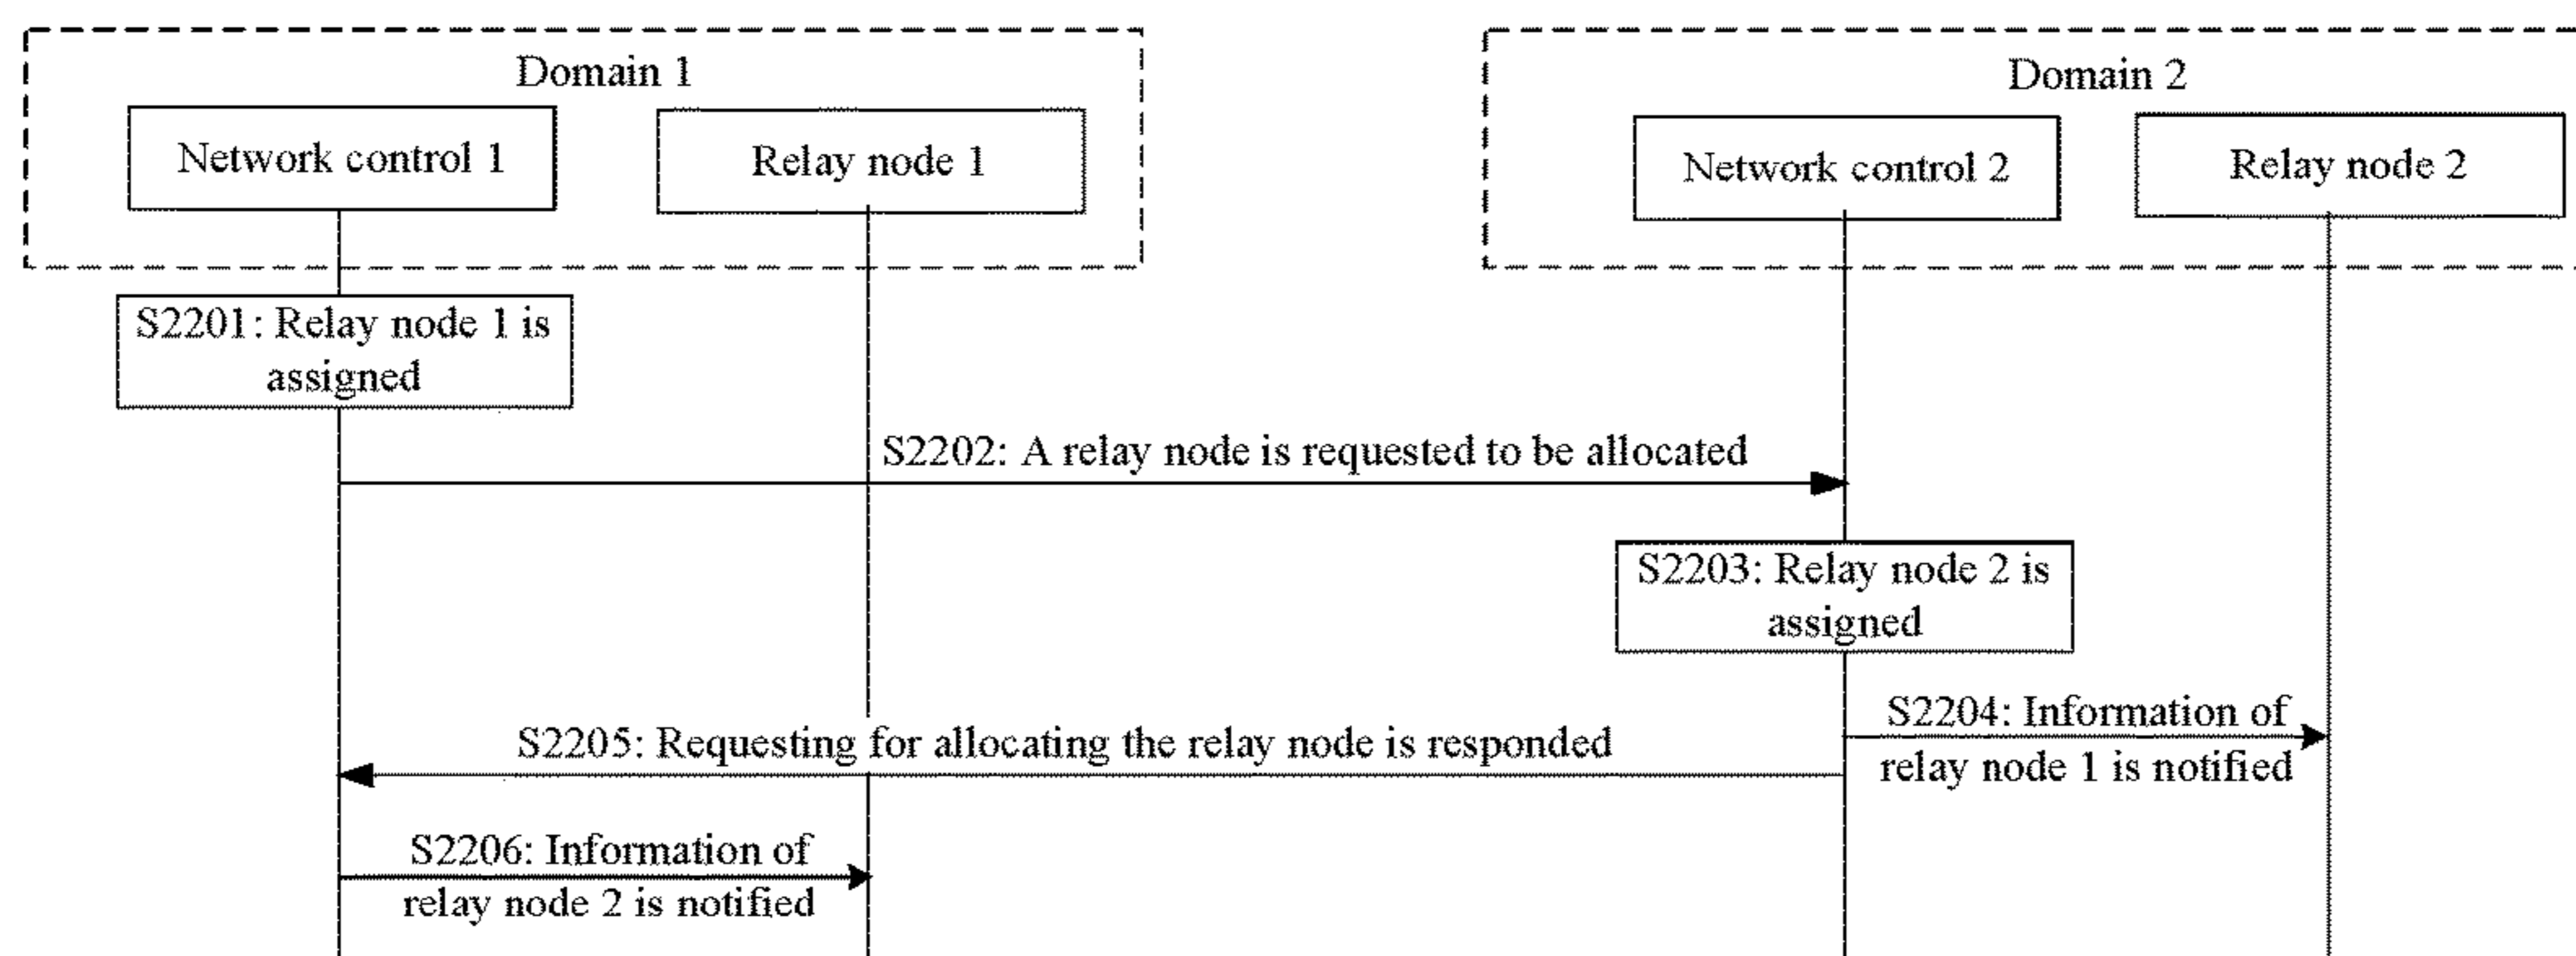 Domain 1
Domain 2
Network control 1
Relay node 1
Network control 2
Relay node 2
S2201: Relay node 1 is
assigned
S2202: A relay node is requested to be allocated
S2203: Relay node 2 is
assigned
S2204: Information of
relay node 1 is notified
S2205: Requesting for allocating the relay node is responded
S2206: Information of
relay node 2 is notified